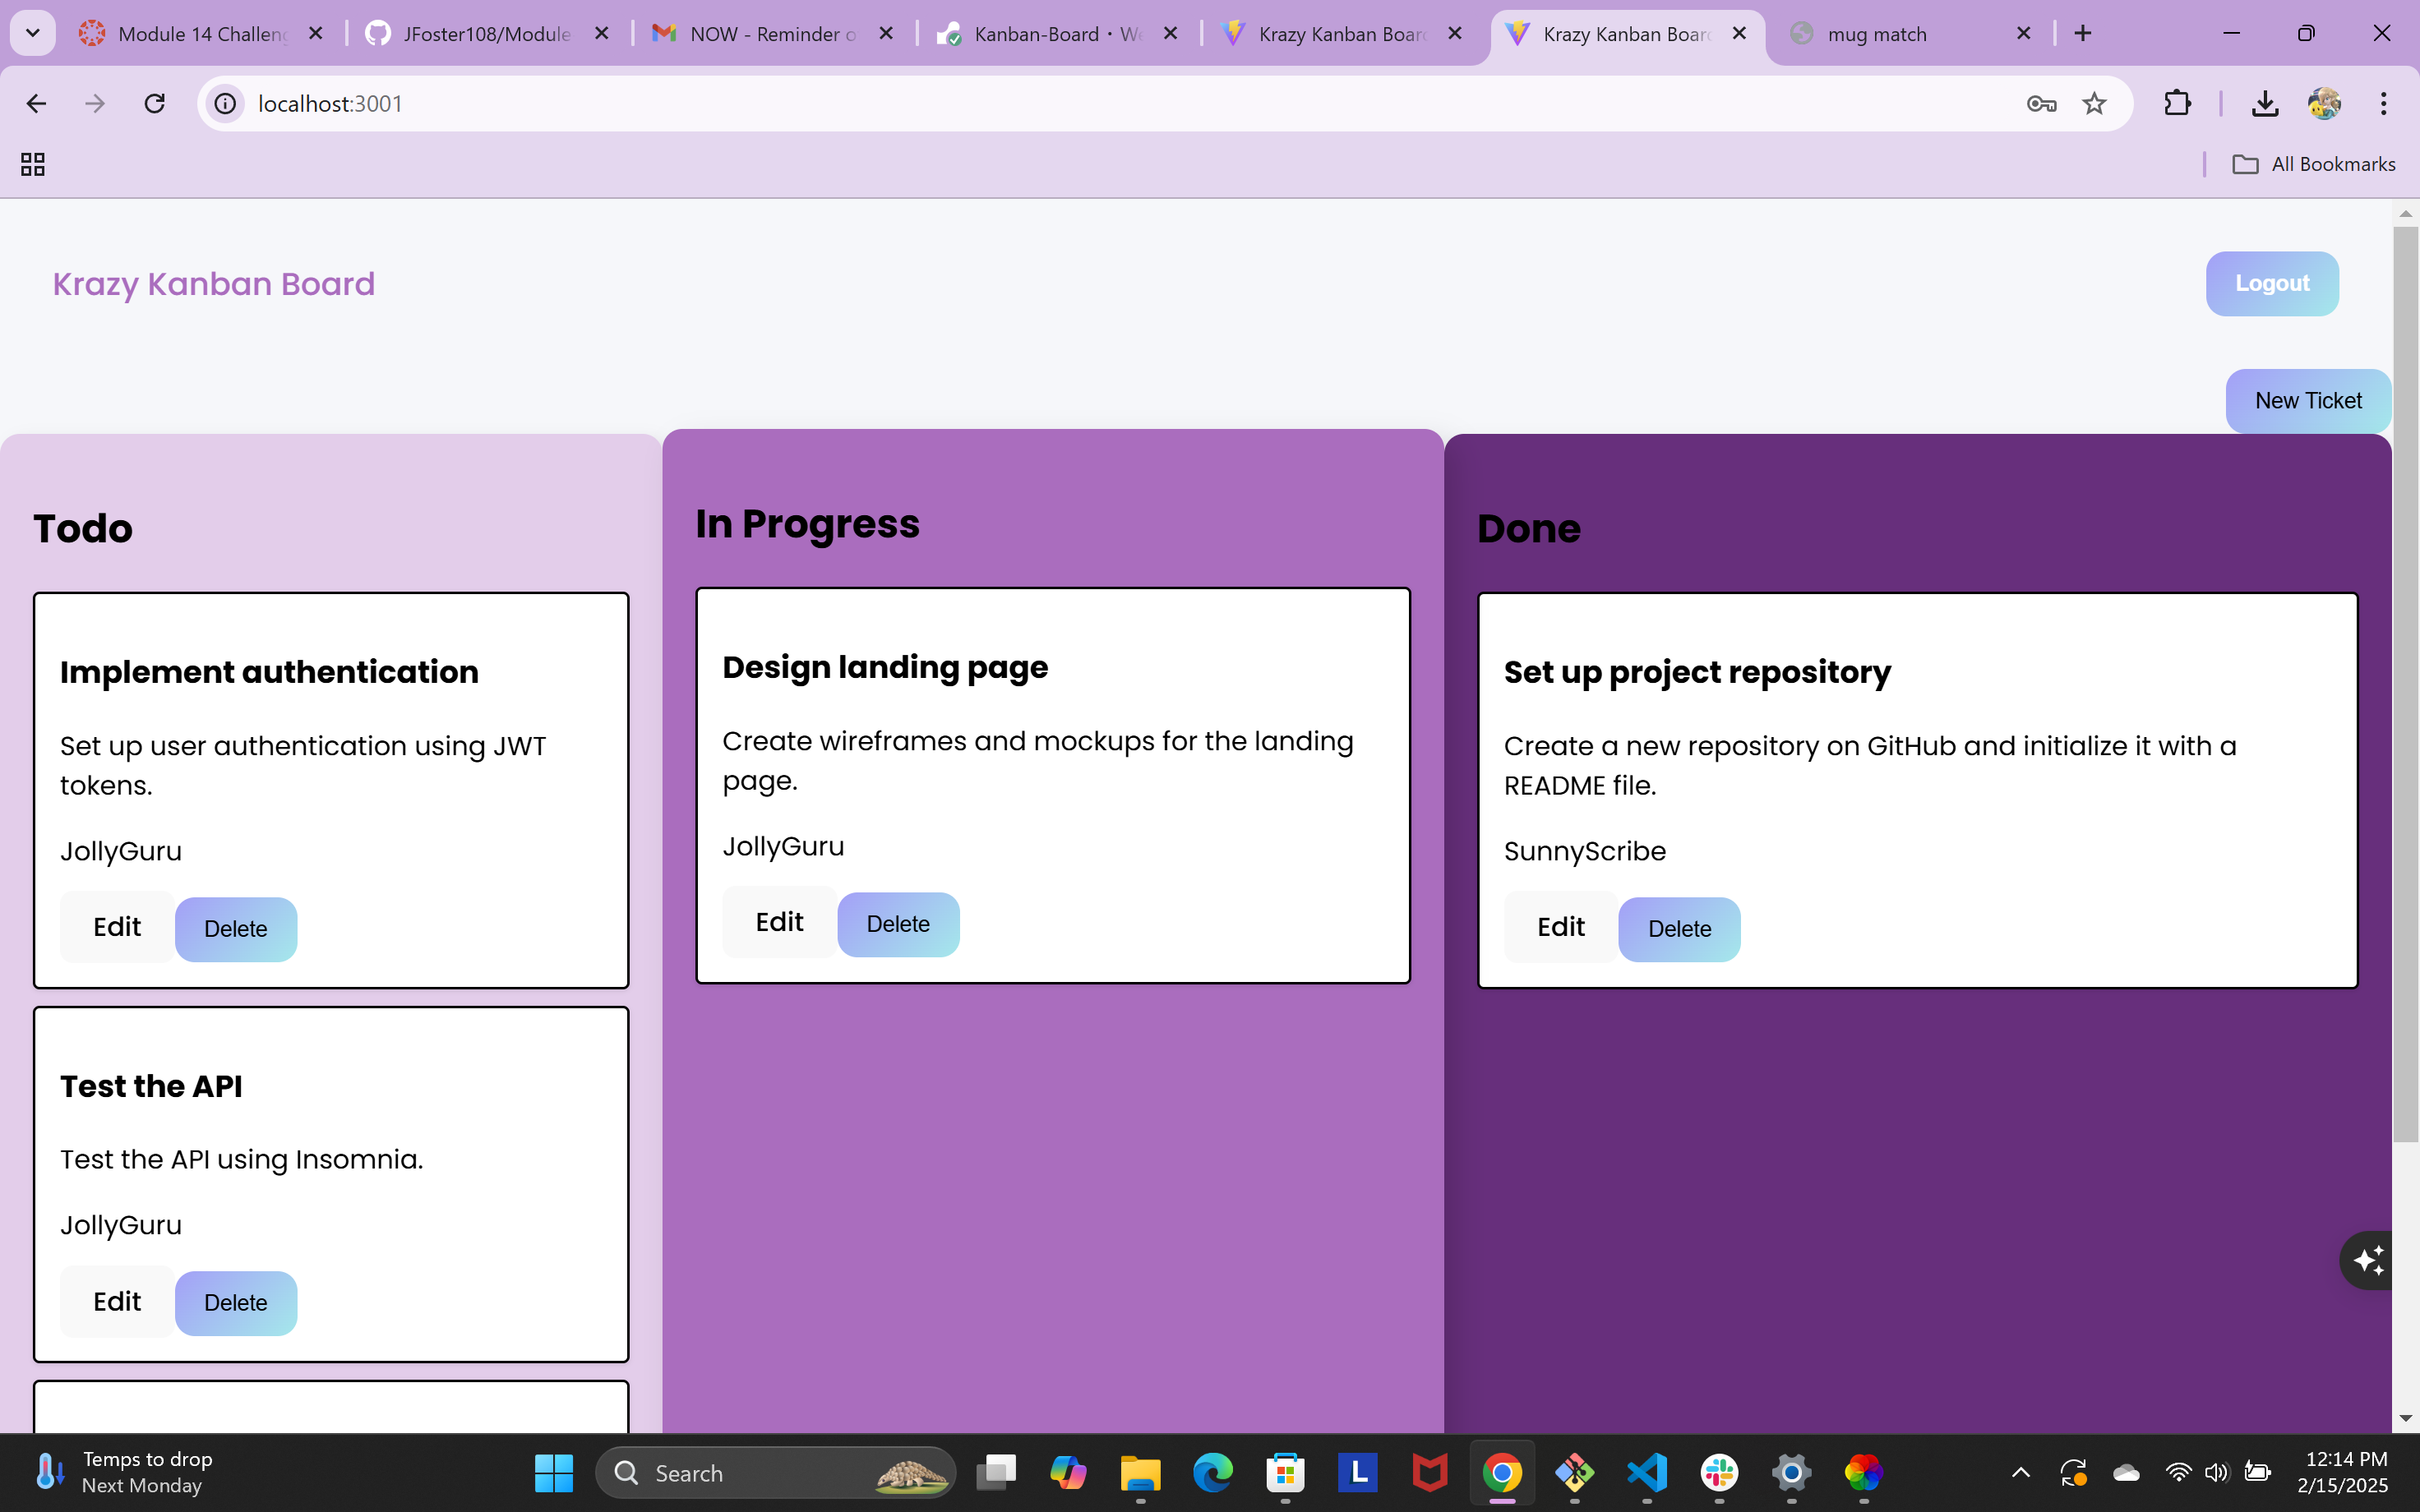 Module 14 Challeng
JFoster108/Module
NOW - Reminder o
Kanban-Board • We
Krazy Kanban Boar
Krazy Kanban Boar
mug match
localhost:3001
All Bookmarks
Krazy Kanban Board
Logout
New Ticket
Todo
Implement authentication
Set up user authentication using JWT
tokens.
JollyGuru
Edit
Delete
Test the API
Test the API using Insomnia.
JollyGuru
Edit
Delete
In Progress
Design landing page
Create wireframes and mockups for the landing
page.
JollyGuru
Edit
Delete
Done
Set up project repository
Create a new repository on GitHub and initialize it with a
README file.
SunnyScribe
Edit
Delete
Temps to drop
Next Monday
Search
L
12:14 PM
2/15/2025